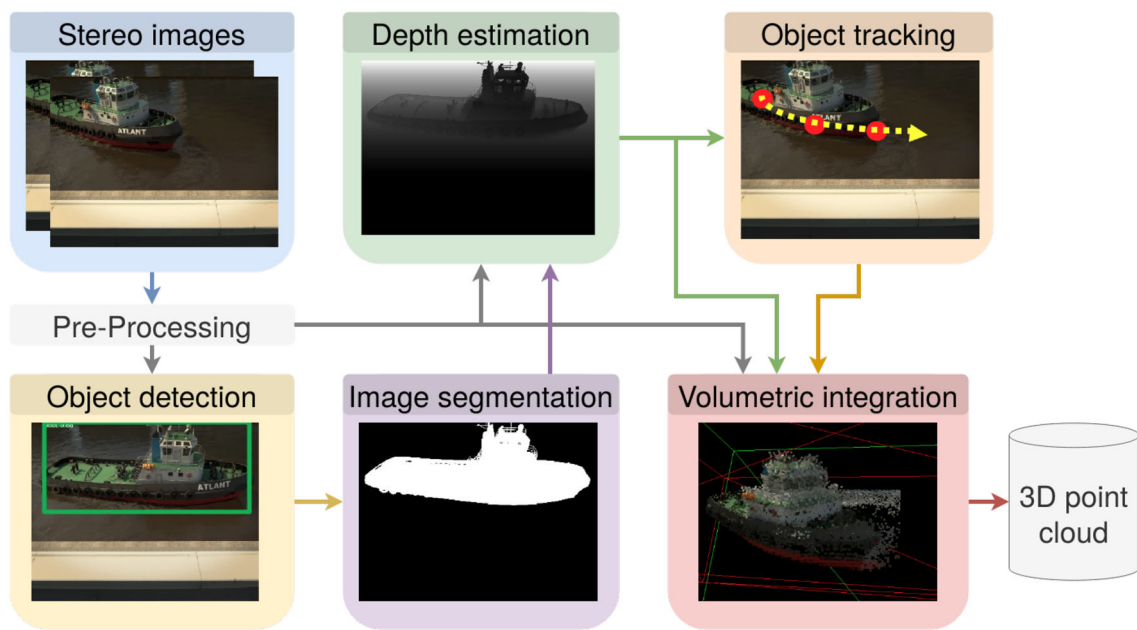 Stereo images
Depth estimation
Object tracking
ATLANT
ATLANT
Pre-Processing
Object detection
Image segmentation
Volumetric integration
ATLANT
3D point
cloud